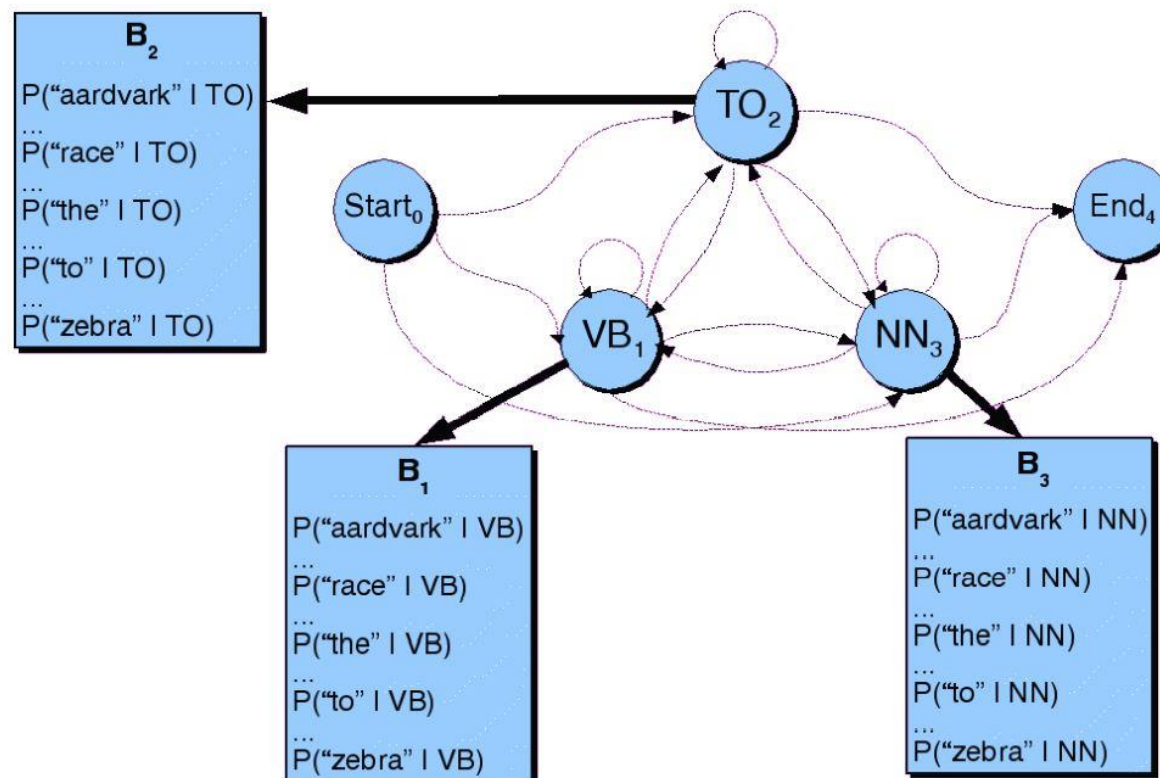 B₂
P(“aardvark” | TO)
...
P(“race” | TO)
...
P(“the” | TO)
...
P(“to” | TO)
...
P(“zebra” | TO)
TO₂
Start₀
End₄
VB₁
NN₃
B₁
P(“aardvark” | VB)
...
P(“race” | VB)
...
P(“the” | VB)
...
P(“to” | VB)
...
P(“zebra” | VB)
B₃
P(“aardvark” | NN)
...
P(“race” | NN)
...
P(“the” | NN)
...
P(“to” | NN)
...
P(“zebra” | NN)